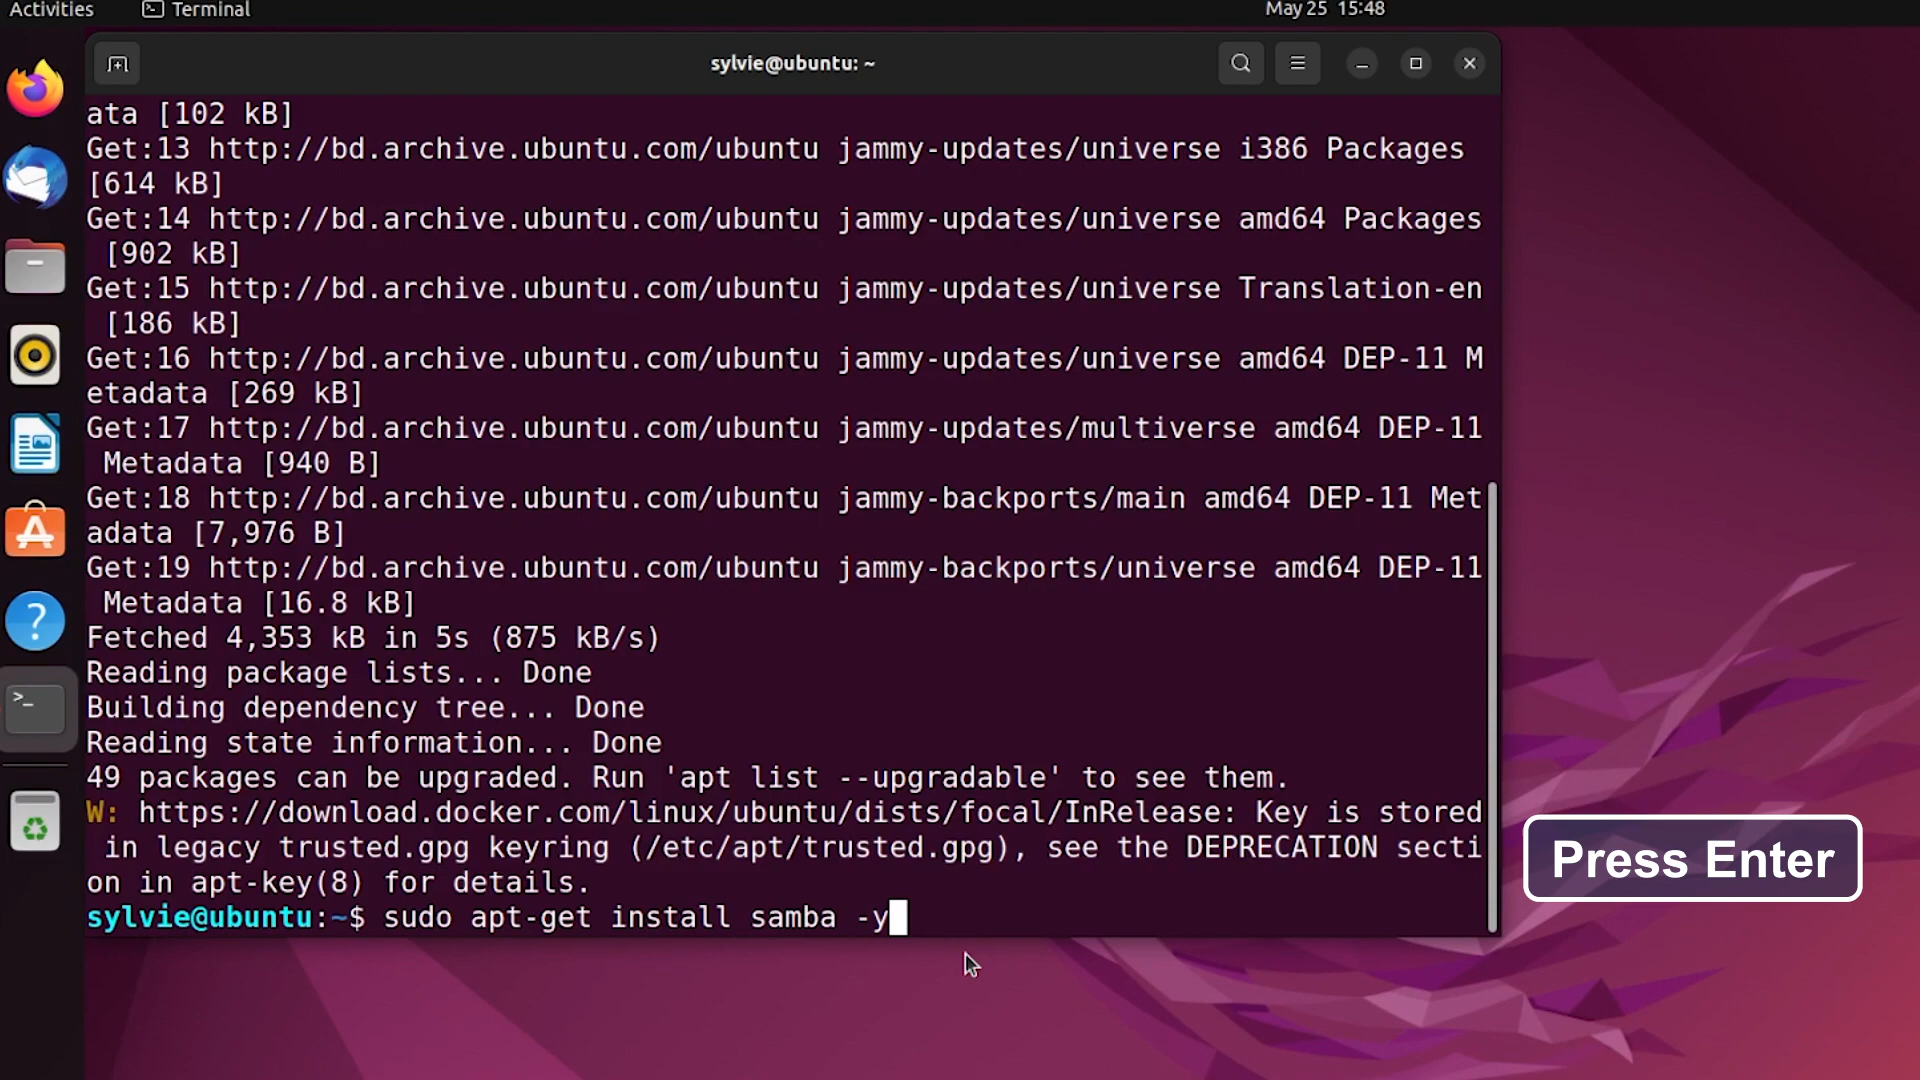 Activities
Terminal
May 25 15:48
sylvie@ubuntu: ~
ata [102 kB]
Get:13 http://bd.archive.ubuntu.com/ubuntu jammy-updates/universe i386 Packages
[614 kB]
Get:14 http://bd.archive.ubuntu.com/ubuntu jammy-updates/universe amd64 Packages
[902 kB]
Get:15 http://bd.archive.ubuntu.com/ubuntu jammy-updates/universe Translation-en
[186 kB]
Get:16 http://bd.archive.ubuntu.com/ubuntu jammy-updates/universe amd64 DEP-11 M
etadata [269 kB]
Get:17 http://bd.archive.ubuntu.com/ubuntu jammy-updates/multiverse amd64 DEP-11
Metadata [940 B]
Get:18 http://bd.archive.ubuntu.com/ubuntu jammy-backports/main amd64 DEP-11 Met
adata [7,976 B]
Get:19 http://bd.archive.ubuntu.com/ubuntu jammy-backports/universe amd64 DEP-11
Metadata [16.8 kB]
Fetched 4,353 kB in 5s (875 kB/s)
Reading package lists... Done
Building dependency tree... Done
Reading state information... Done
49 packages can be upgraded. Run 'apt list --upgradable' to see them.
W: https://download.docker.com/linux/ubuntu/dists/focal/InRelease: Key is stored
in legacy trusted.gpg keyring (/etc/apt/trusted.gpg), see the DEPRECATION secti
on in apt-key(8) for details.
sylvie@ubuntu:~$ sudo apt-get install samba -y
Press Enter